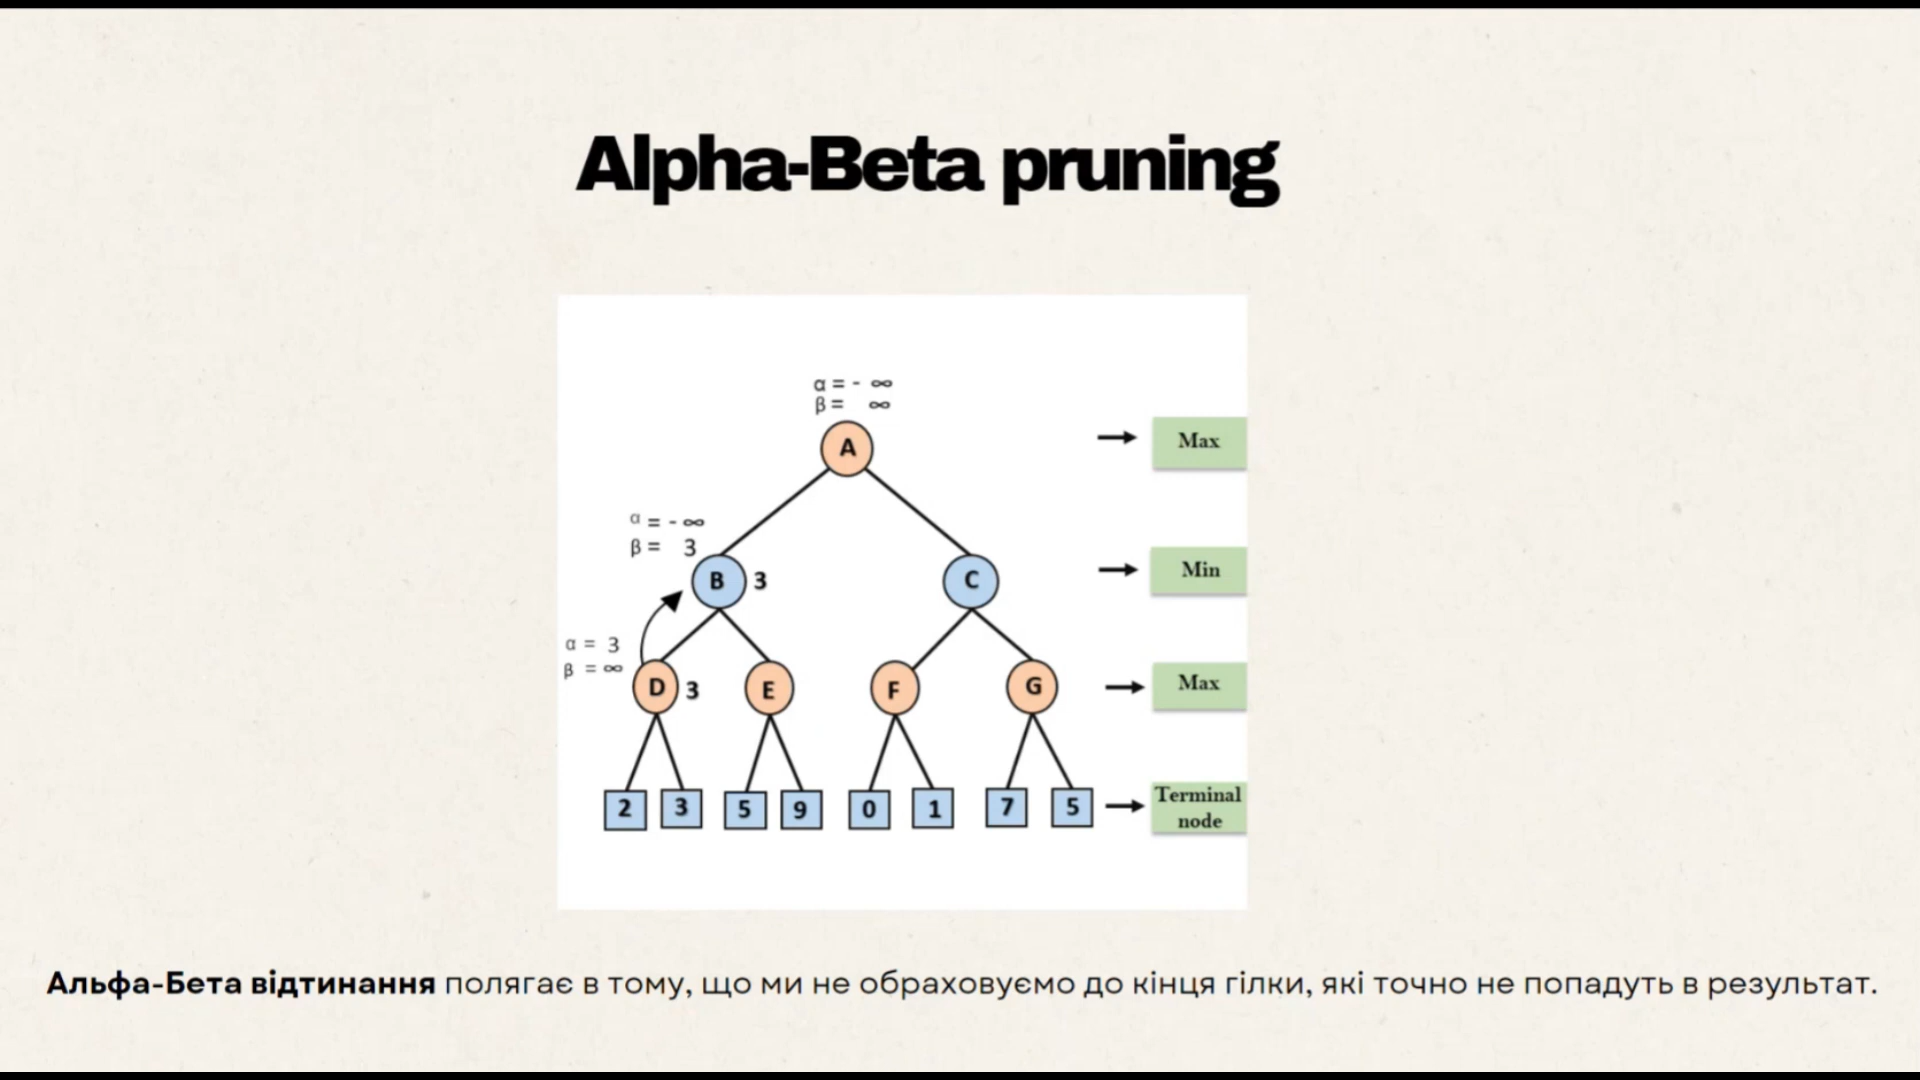 Alpha-Beta pruning
α = - ∞
β = ∞
A
Max
α = - ∞
β = 3
B 3
C
Min
α = 3
β = ∞
D 3
E
F
G
Max
2 3 5 9 0 1 7 5
Terminal
node
Альфа-Бета відтинання полягає в тому, що ми не обраховуємо до кінця гілки, які точно не попадуть в результат.